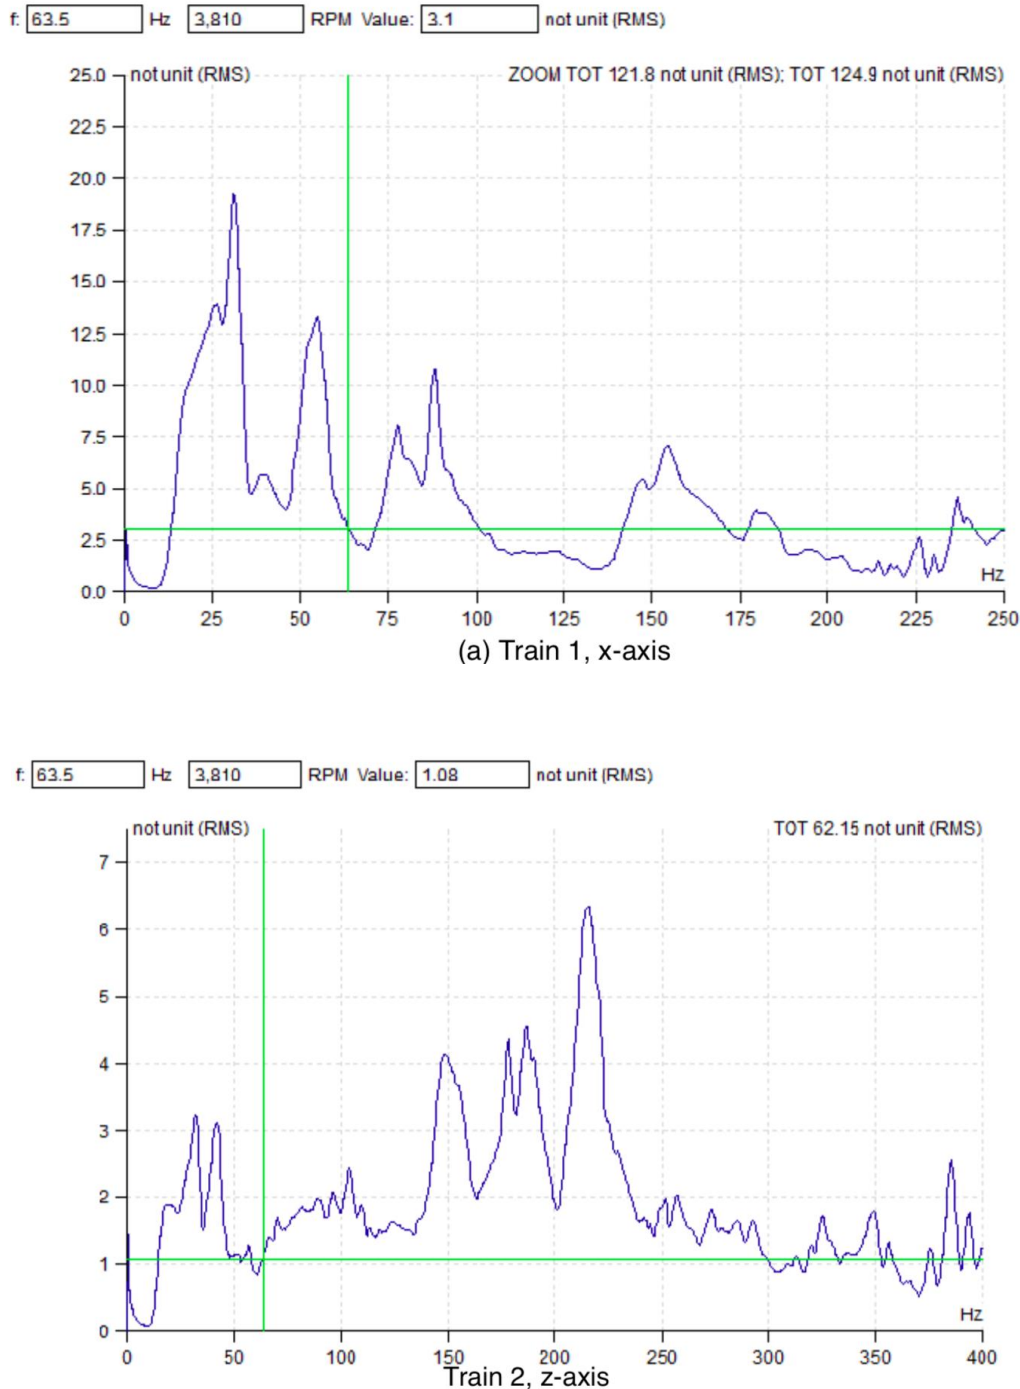 f: 63.5 Hz 3,810 RPM Value: 3.1 not unit (RMS)
not unit (RMS) ZOOM TOT 121.8 not unit (RMS); TOT 124.9 not unit (RMS)
25.0
22.5
20.0
17.5
15.0
12.5
10.0
7.5
5.0
2.5
0.0
Hz
0 25 50 75 100 125 150 175 200 225 250
(a) Train 1, x-axis
f: 63.5 Hz 3,810 RPM Value: 1.08 not unit (RMS)
not unit (RMS) TOT 62.15 not unit (RMS)
7
6
5
4
3
2
1
0
Hz
0 50 100 150 200 250 300 350 400
Train 2, z-axis